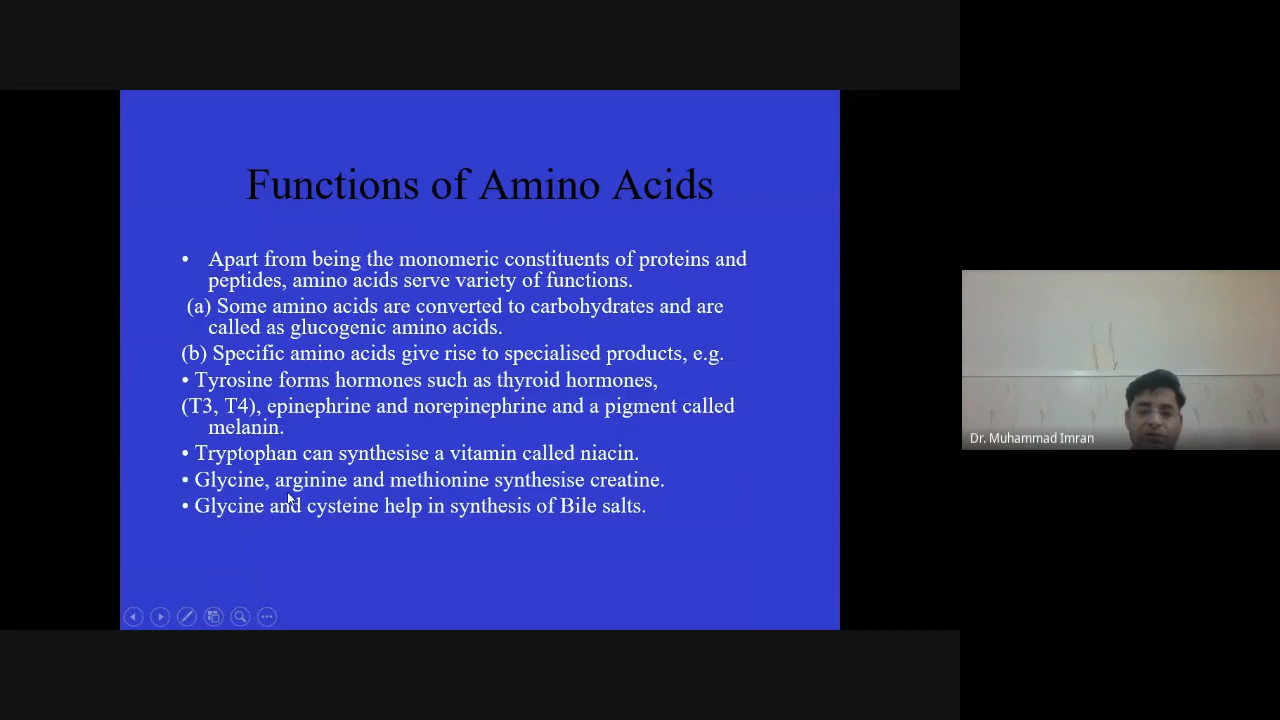 Functions of Amino Acids
• Apart from being the monomeric constituents of proteins and
peptides, amino acids serve variety of functions.
(a) Some amino acids are converted to carbohydrates and are
called as glucogenic amino acids.
(b) Specific amino acids give rise to specialised products, e.g.
• Tyrosine forms hormones such as thyroid hormones,
(T3, T4), epinephrine and norepinephrine and a pigment called
melanin.
• Tryptophan can synthesise a vitamin called niacin.
• Glycine, arginine and methionine synthesise creatine.
• Glycine and cysteine help in synthesis of Bile salts.
Dr. Muhammad Imran